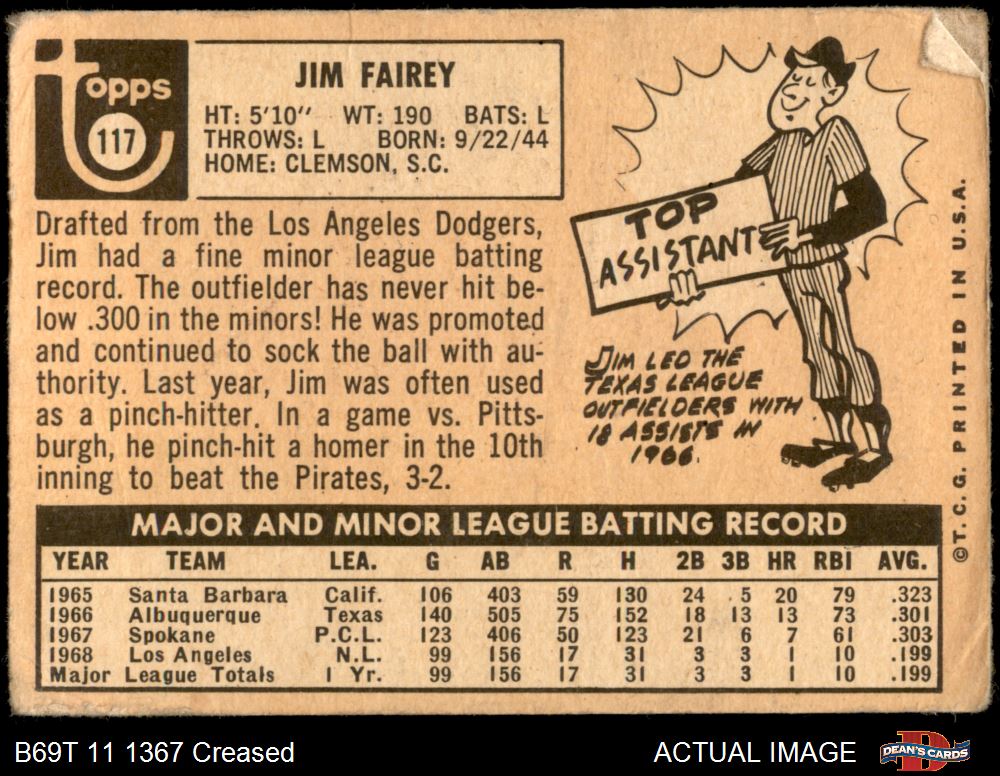 Topps
117
JIM FAIREY
HT: 5'10" WT: 190 BATS: L
THROWS: L BORN: 9/22/44
HOME: CLEMSON, S.C.
Drafted from the Los Angeles Dodgers,
Jim had a fine minor league batting
record. The outfielder has never hit be-
low .300 in the minors! He was promoted
and continued to sock the ball with au-
thority. Last year, Jim was often used
as a pinch-hitter. In a game vs. Pitts-
burgh, he pinch-hit a homer in the 10th
inning to beat the Pirates, 3-2.
TOP
ASSISTANT
JIM LED THE
TEXAS LEAGUE
OUTFIELDERS WITH
18 ASSISTS IN
1966.
©T.C.G. PRINTED IN U.S.A.
MAJOR AND MINOR LEAGUE BATTING RECORD
YEAR TEAM LEA. G AB R H 2B 3B HR RBI AVG.
1965 Santa Barbara Calif. 106 403 59 130 24 5 20 79 .323
1966 Albuquerque Texas 140 505 75 152 18 13 13 73 .301
1967 Spokane P.C.L. 123 406 50 123 21 6 7 61 .303
1968 Los Angeles N.L. 99 156 17 31 3 3 1 10 .199
Major League Totals 1 Yr. 99 156 17 31 3 3 1 10 .199
B69T 11 1367 Creased
ACTUAL IMAGE
D
DEAN'S CARDS